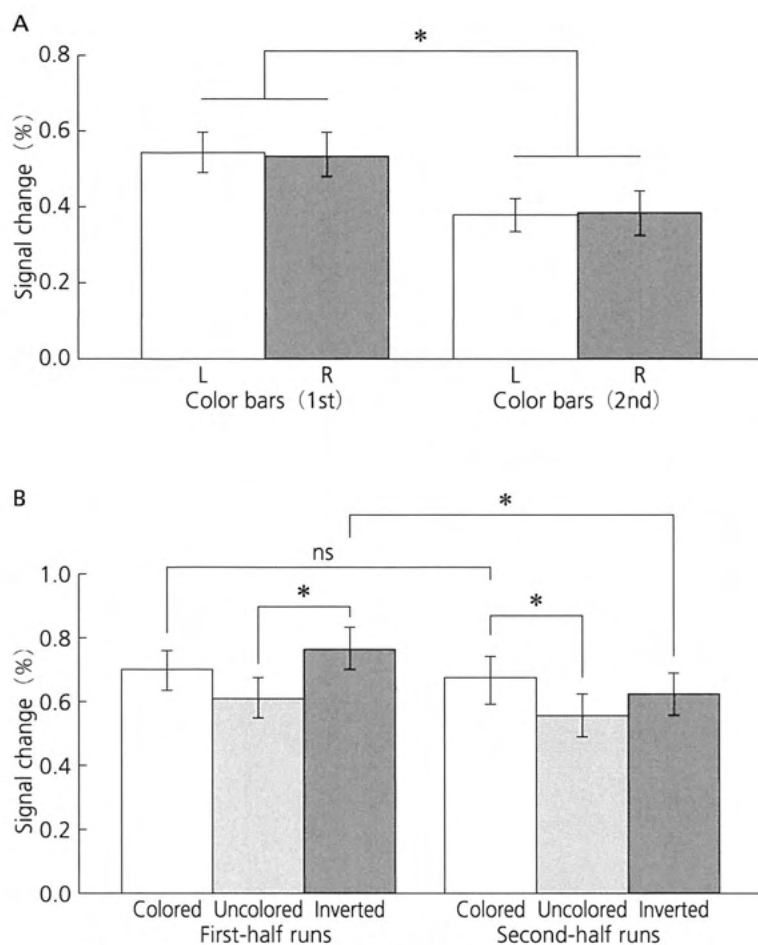 A
*
0.8
0.6
0.4
0.2
0.0
Signal change (%)
L R L R
Color bars (1st) Color bars (2nd)
B
*
ns
* *
1.0
0.8
0.6
0.4
0.2
0.0
Signal change (%)
Colored Uncolored Inverted Colored Uncolored Inverted
First-half runs Second-half runs